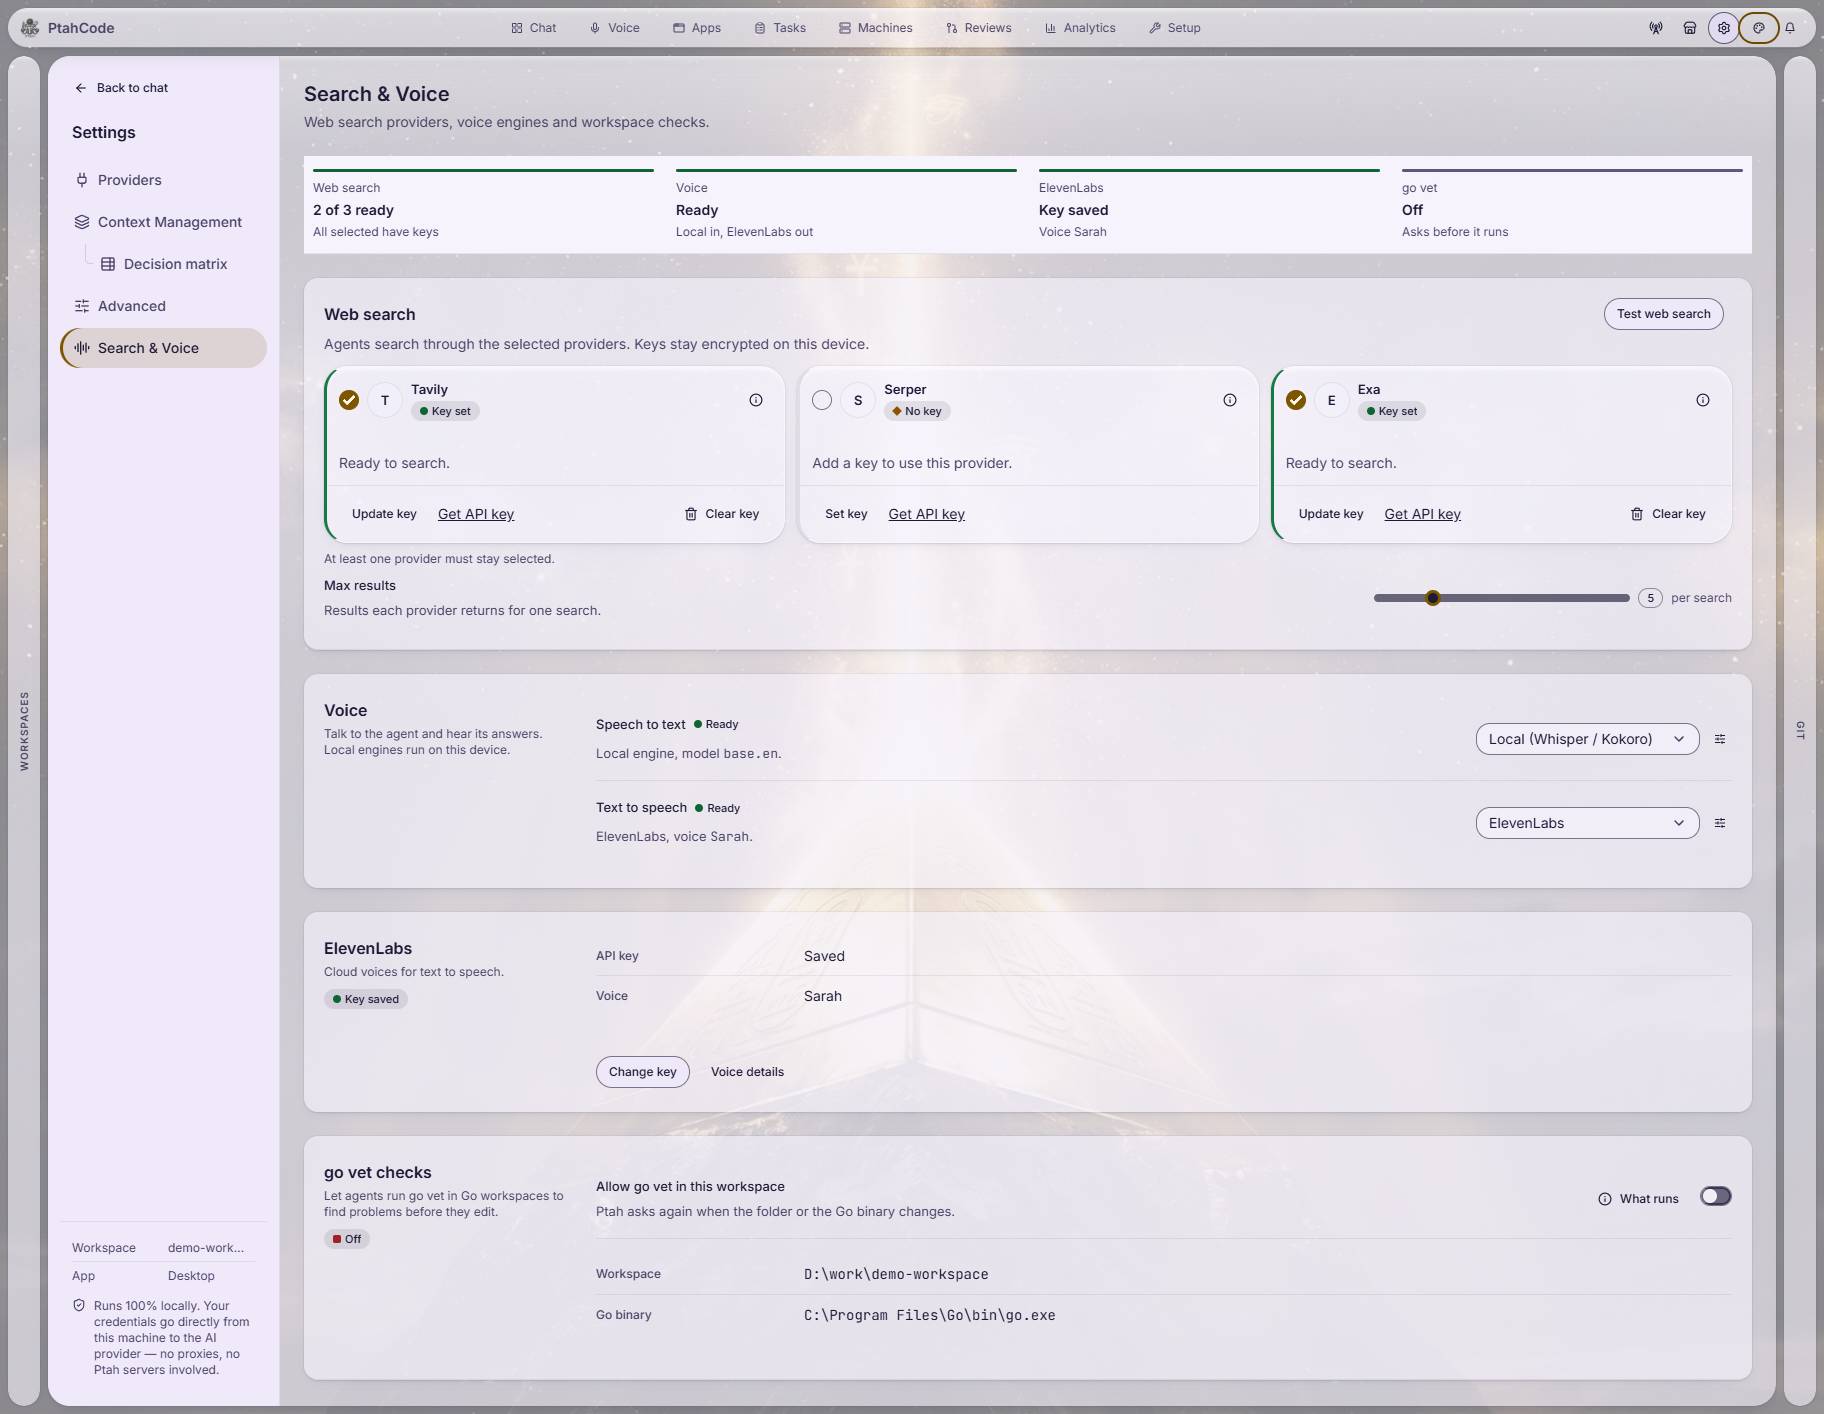 PtahCode
Chat
Voice
Apps
Tasks
Machines
Reviews
Analytics
Setup
WORKSPACES
Back to chat
Settings
Providers
Context Management
Decision matrix
Advanced
Search & Voice
Workspace demo-work...
App Desktop
Runs 100% locally. Your
credentials go directly from
this machine to the AI
provider — no proxies, no
Ptah servers involved.
Search & Voice
Web search providers, voice engines and workspace checks.
Web search
2 of 3 ready
All selected have keys
Voice
Ready
Local in, ElevenLabs out
ElevenLabs
Key saved
Voice Sarah
go vet
Off
Asks before it runs
Web search
Test web search
Agents search through the selected providers. Keys stay encrypted on this device.
T
Tavily
Key set
Ready to search.
Update key Get API key Clear key
S
Serper
No key
Add a key to use this provider.
Set key Get API key
E
Exa
Key set
Ready to search.
Update key Get API key Clear key
At least one provider must stay selected.
Max results
Results each provider returns for one search.
5 per search
Voice
Talk to the agent and hear its answers.
Local engines run on this device.
Speech to text Ready
Local engine, model base.en.
Local (Whisper / Kokoro)
Text to speech Ready
ElevenLabs, voice Sarah.
ElevenLabs
ElevenLabs
Cloud voices for text to speech.
Key saved
API key Saved
Voice Sarah
Change key Voice details
go vet checks
Let agents run go vet in Go workspaces to
find problems before they edit.
Off
Allow go vet in this workspace
Ptah asks again when the folder or the Go binary changes.
What runs
Workspace D:\work\demo-workspace
Go binary C:\Program Files\Go\bin\go.exe
GIT